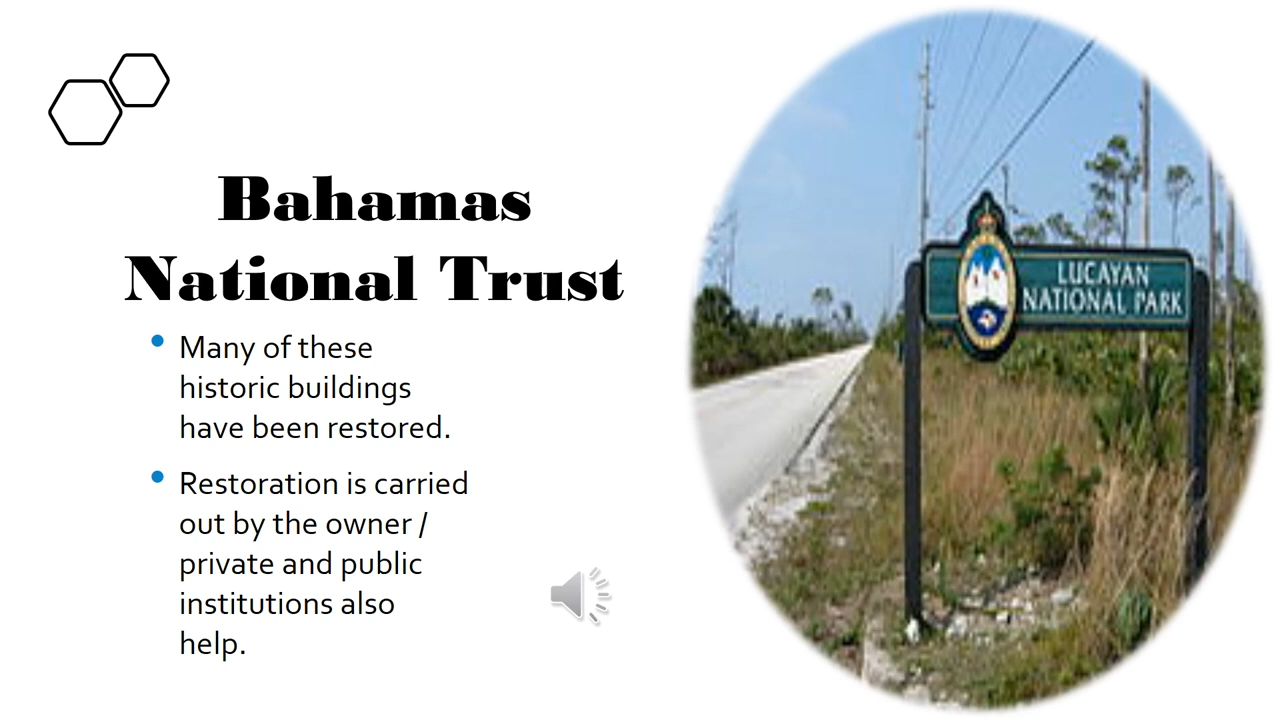 Bahamas
National Trust
Many of these
historic buildings
have been restored.
Restoration is carried
out by the owner /
private and public
institutions also
help.
LUCAYAN
NATIONAL PARK